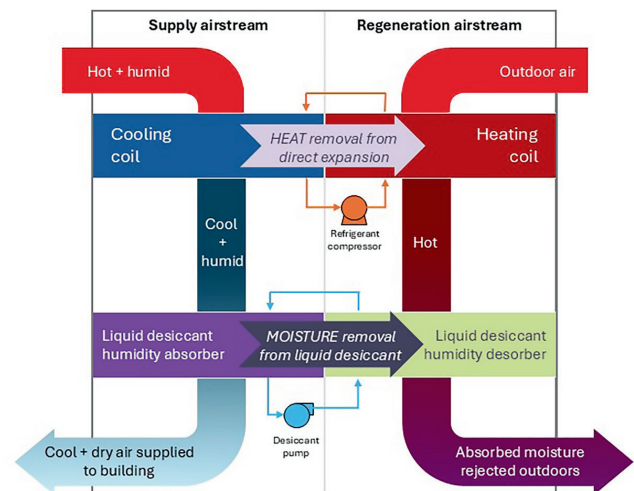 Supply airstream
Regeneration airstream
Hot + humid
Outdoor air
Cooling
coil
HEAT removal from
direct expansion
Heating
coil
Cool
+
humid
Refrigerant
compressor
Hot
Liquid desiccant
humidity absorber
MOISTURE removal
from liquid desiccant
Liquid desiccant
humidity desorber
Desiccant
pump
Cool + dry air supplied
to building
Absorbed moisture
rejected outdoors